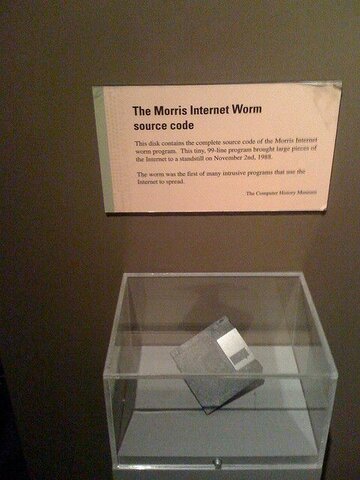 The Morris Internet Worm
source code
This disk contains the complete source code of the Morris Internet
worm program. This tiny, 99-line program brought large pieces of
the Internet to a standstill on November 2nd, 1988.
The worm was the first of many intrusive programs that use the
Internet to spread.
The Computer History Museum